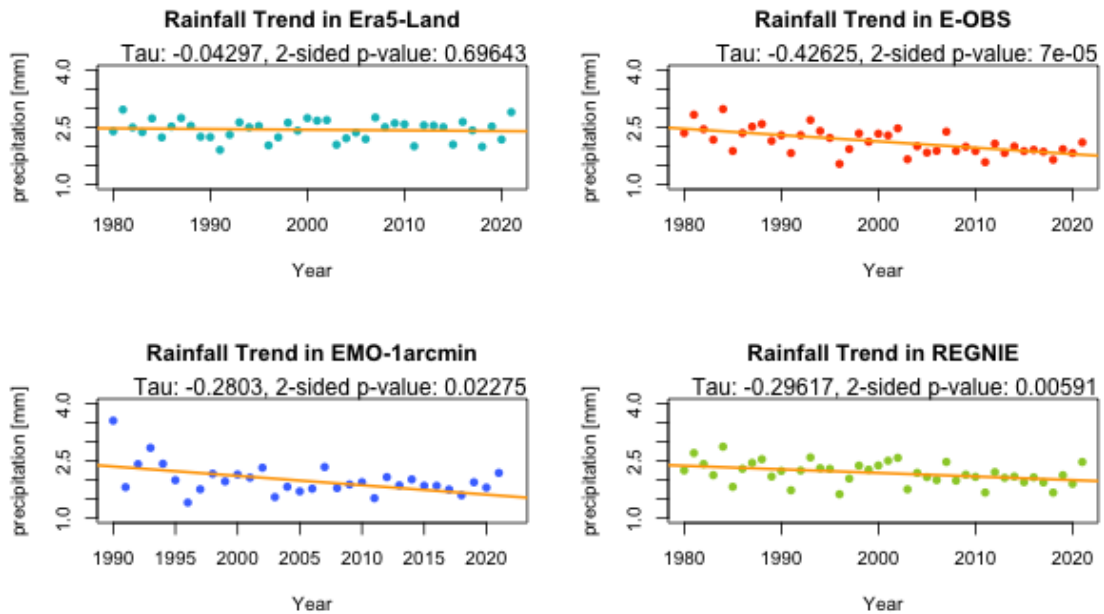 Rainfall Trend in Era5-Land
Tau: -0.04297, 2-sided p-value: 0.69643
precipitation [mm]
4.0
2.5
1.0
1980 1990 2000 2010 2020
Year
Rainfall Trend in E-OBS
Tau: -0.42625, 2-sided p-value: 7e-05
precipitation [mm]
4.0
2.5
1.0
1980 1990 2000 2010 2020
Year
Rainfall Trend in EMO-1arcmin
Tau: -0.2803, 2-sided p-value: 0.02275
precipitation [mm]
4.0
2.5
1.0
1990 1995 2000 2005 2010 2015 2020
Year
Rainfall Trend in REGNIE
Tau: -0.29617, 2-sided p-value: 0.00591
precipitation [mm]
4.0
2.5
1.0
1980 1990 2000 2010 2020
Year